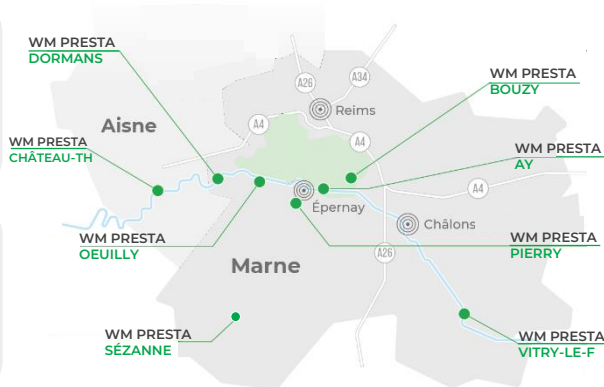 WM PRESTA
DORMANS
A26
A34
WM PRESTA
BOUZY
Reims
Aisne
A4
WM PRESTA
CHÂTEAU-TH
A4
WM PRESTA
AY
A4
Épernay
Châlons
WM PRESTA
OEUILLY
WM PRESTA
PIERRY
A26
Marne
WM PRESTA
SÉZANNE
WM PRESTA
VITRY-LE-F